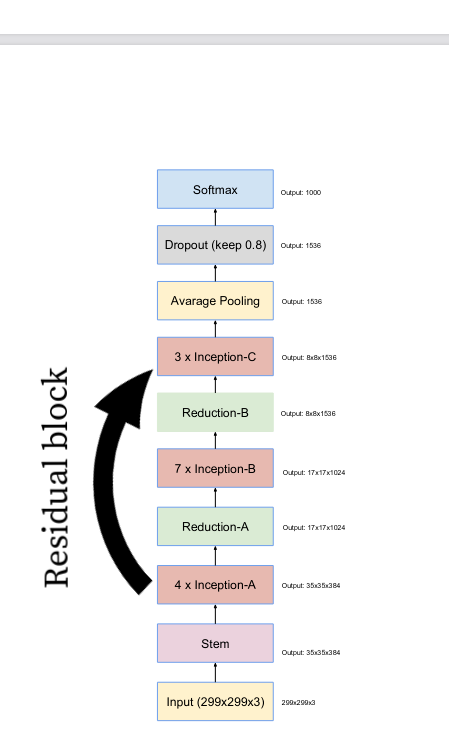 Softmax
Output: 1000
Dropout (keep 0.8)
Output: 1536
Avarage Pooling
Output: 1536
3 x Inception-C
Output: 8x8x1536
Reduction-B
Output: 8x8x1536
7 x Inception-B
Output: 17x17x1024
Reduction-A
Output: 17x17x1024
4 x Inception-A
Output: 35x35x384
Stem
Output: 35x35x384
Input (299x299x3)
299x299x3
Residual block